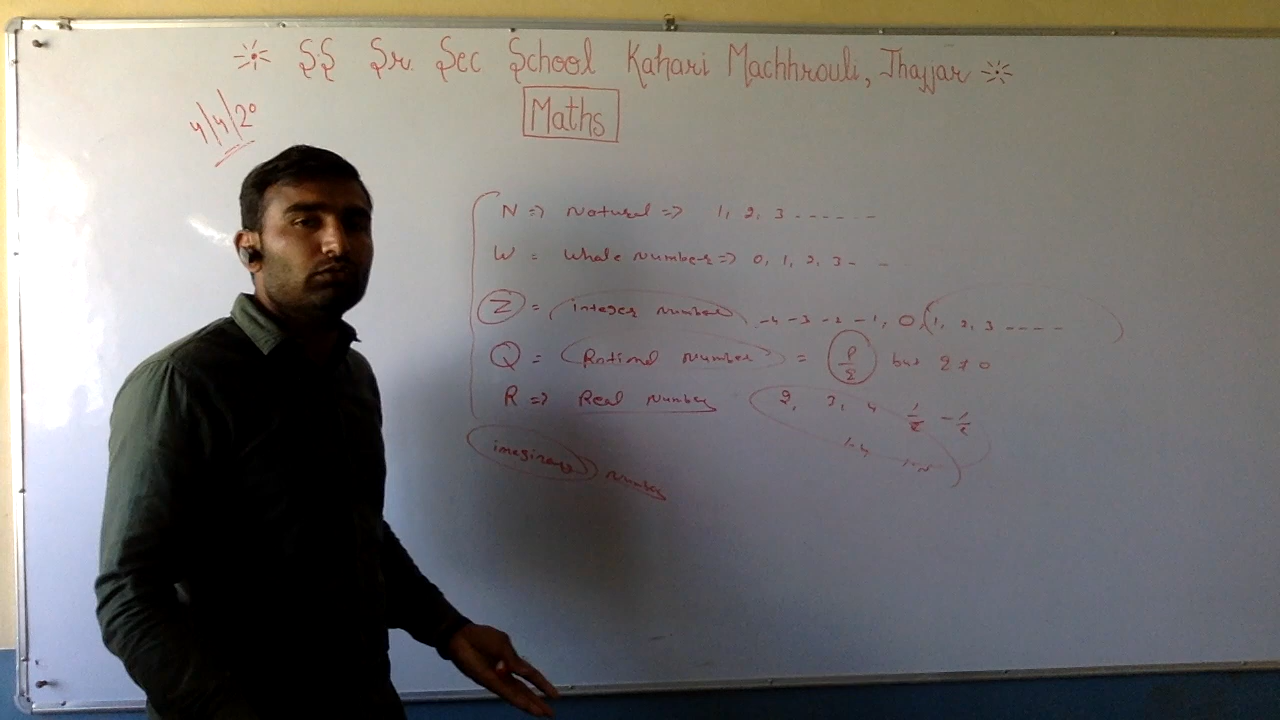 S.S Sr. Sec School Kahari Machhrouli, Jhajjar
Maths
4/4/20
N => Natural => 1, 2, 3 ------
W = Whole Number => 0, 1, 2, 3- -
Z = integer Number -4 -3 -2 -1, 0, 1, 2, 3 ----
Q = Rational Number = P/q but q ≠ 0
R => Real Number 2, 3, 4 1/2 -1/2
imaginary Number